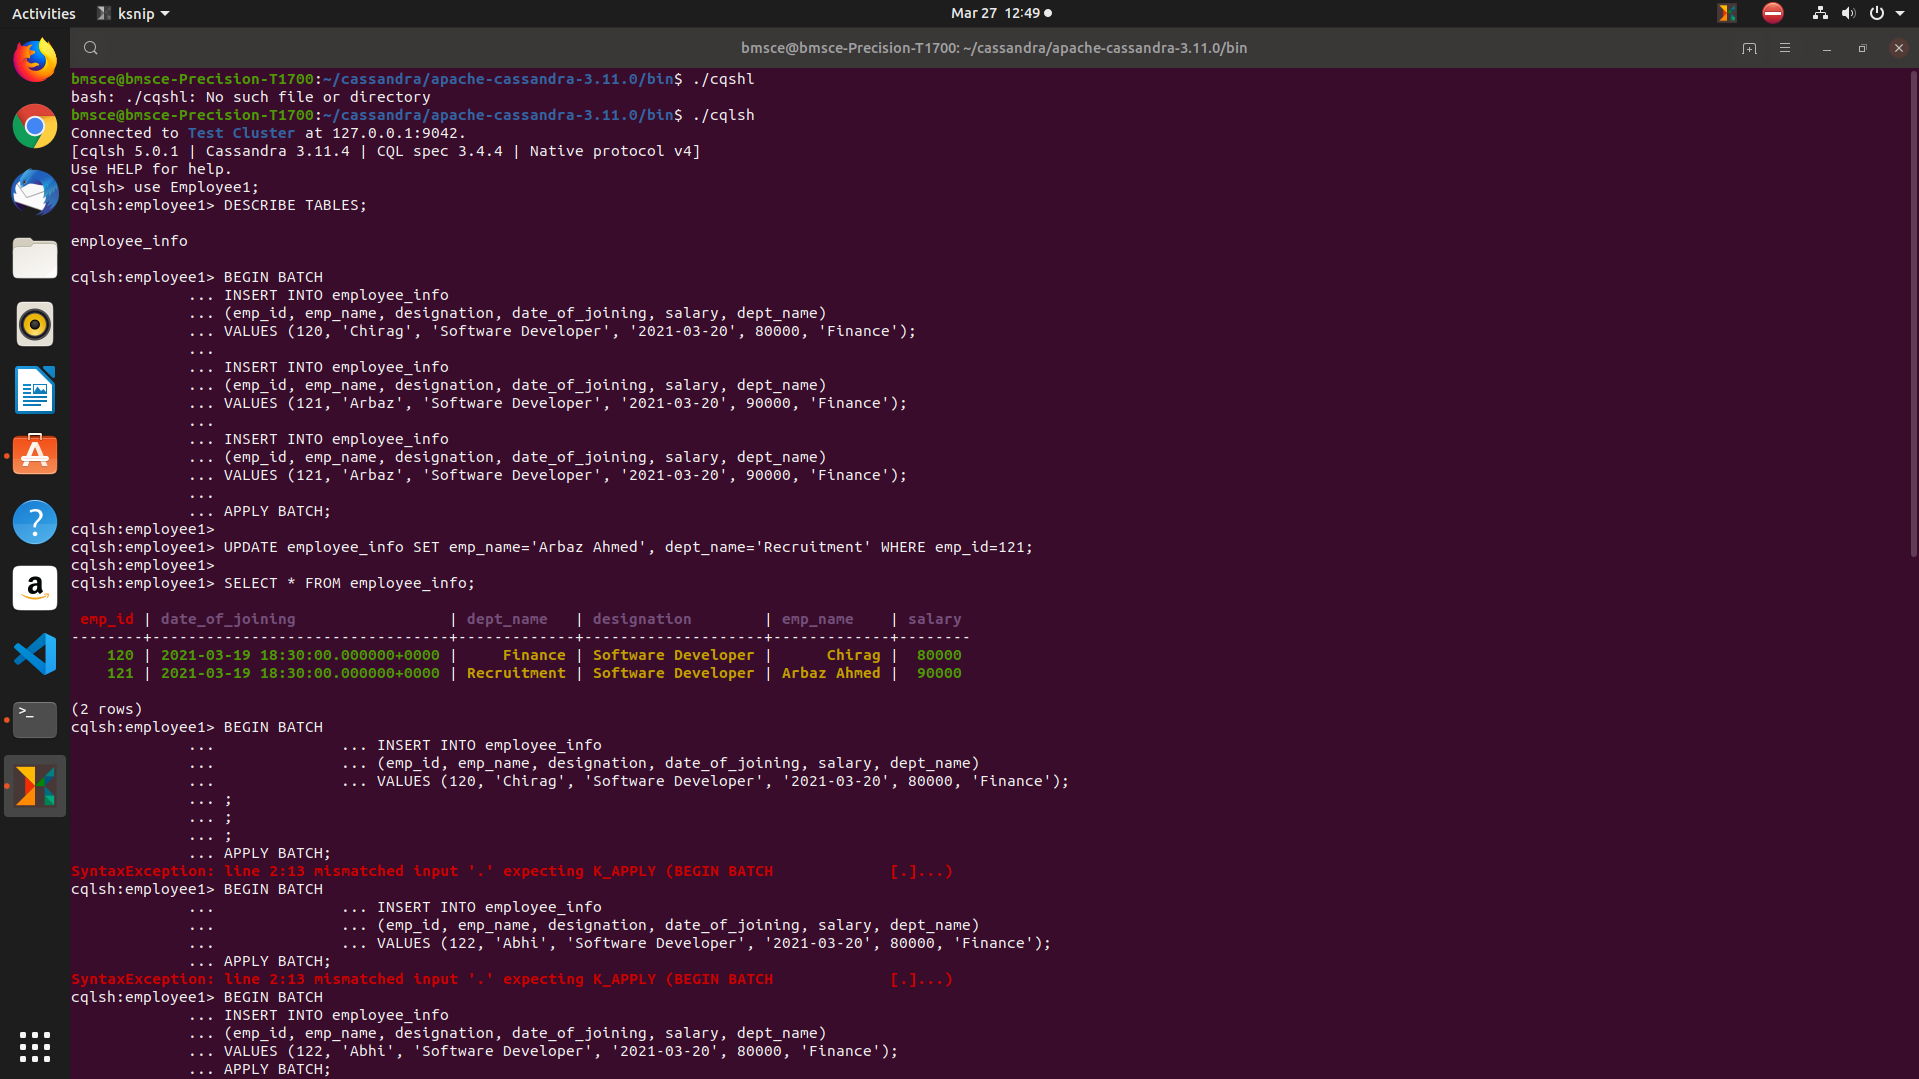 Activities ksnip Mar 27 12:49
bmsce@bmsce-Precision-T1700: ~/cassandra/apache-cassandra-3.11.0/bin
bmsce@bmsce-Precision-T1700:~/cassandra/apache-cassandra-3.11.0/bin$ ./cqshl
bash: ./cqshl: No such file or directory
bmsce@bmsce-Precision-T1700:~/cassandra/apache-cassandra-3.11.0/bin$ ./cqlsh
Connected to Test Cluster at 127.0.0.1:9042.
[cqlsh 5.0.1 | Cassandra 3.11.4 | CQL spec 3.4.4 | Native protocol v4]
Use HELP for help.
cqlsh> use Employee1;
cqlsh:employee1> DESCRIBE TABLES;
employee_info
cqlsh:employee1> BEGIN BATCH
... INSERT INTO employee_info
... (emp_id, emp_name, designation, date_of_joining, salary, dept_name)
... VALUES (120, 'Chirag', 'Software Developer', '2021-03-20', 80000, 'Finance');
...
... INSERT INTO employee_info
... (emp_id, emp_name, designation, date_of_joining, salary, dept_name)
... VALUES (121, 'Arbaz', 'Software Developer', '2021-03-20', 90000, 'Finance');
...
... INSERT INTO employee_info
... (emp_id, emp_name, designation, date_of_joining, salary, dept_name)
... VALUES (121, 'Arbaz', 'Software Developer', '2021-03-20', 90000, 'Finance');
...
... APPLY BATCH;
cqlsh:employee1>
cqlsh:employee1> UPDATE employee_info SET emp_name='Arbaz Ahmed', dept_name='Recruitment' WHERE emp_id=121;
cqlsh:employee1>
cqlsh:employee1> SELECT * FROM employee_info;
emp_id | date_of_joining | dept_name | designation | emp_name | salary
--------+---------------------------------+-------------+--------------------+-------------+--------
120 | 2021-03-19 18:30:00.000000+0000 | Finance | Software Developer | Chirag | 80000
121 | 2021-03-19 18:30:00.000000+0000 | Recruitment | Software Developer | Arbaz Ahmed | 90000
(2 rows)
cqlsh:employee1> BEGIN BATCH
... ... INSERT INTO employee_info
... ... (emp_id, emp_name, designation, date_of_joining, salary, dept_name)
... ... VALUES (120, 'Chirag', 'Software Developer', '2021-03-20', 80000, 'Finance');
... ;
... ;
... ;
... APPLY BATCH;
SyntaxException: line 2:13 mismatched input '.' expecting K_APPLY (BEGIN BATCH [.]...)
cqlsh:employee1> BEGIN BATCH
... ... INSERT INTO employee_info
... ... (emp_id, emp_name, designation, date_of_joining, salary, dept_name)
... ... VALUES (122, 'Abhi', 'Software Developer', '2021-03-20', 80000, 'Finance');
... APPLY BATCH;
SyntaxException: line 2:13 mismatched input '.' expecting K_APPLY (BEGIN BATCH [.]...)
cqlsh:employee1> BEGIN BATCH
... INSERT INTO employee_info
... (emp_id, emp_name, designation, date_of_joining, salary, dept_name)
... VALUES (122, 'Abhi', 'Software Developer', '2021-03-20', 80000, 'Finance');
... APPLY BATCH;